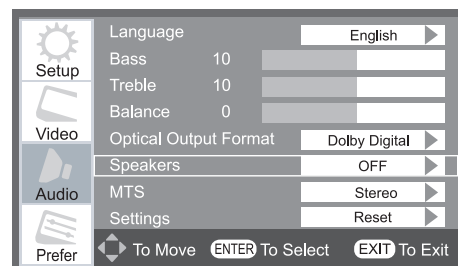 Setup
Video
Audio
Prefer
Language English
Bass 10
Treble 10
Balance 0
Optical Output Format Dolby Digital
Speakers OFF
MTS Stereo
Settings Reset
To Move ENTER To Select EXIT To Exit